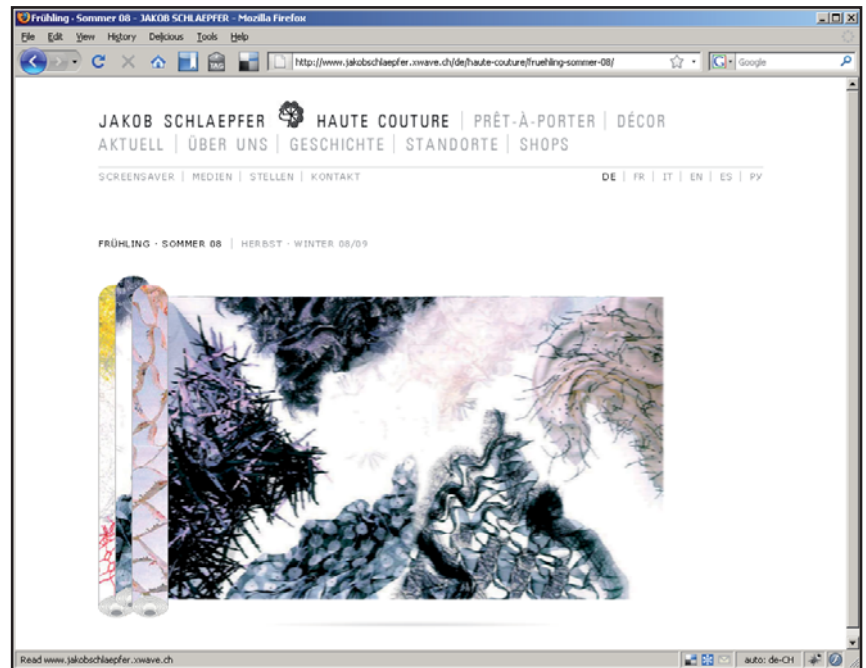 Frühling · Sommer 08 - JAKOB SCHLAEPFER - Mozilla Firefox
File Edit View History Delicious Tools Help
TAG http://www.jakobschlaepfer.xwave.ch/de/haute-couture/fruehling-sommer-08/ G Google
JAKOB SCHLAEPFER HAUTE COUTURE | PRÊT-À-PORTER | DÉCOR
AKTUELL | ÜBER UNS | GESCHICHTE | STANDORTE | SHOPS
SCREENSAVER | MEDIEN | STELLEN | KONTAKT DE | FR | IT | EN | ES | РУ
FRÜHLING · SOMMER 08 | HERBST · WINTER 08/09
Read www.jakobschlaepfer.xwave.ch auto: de-CH